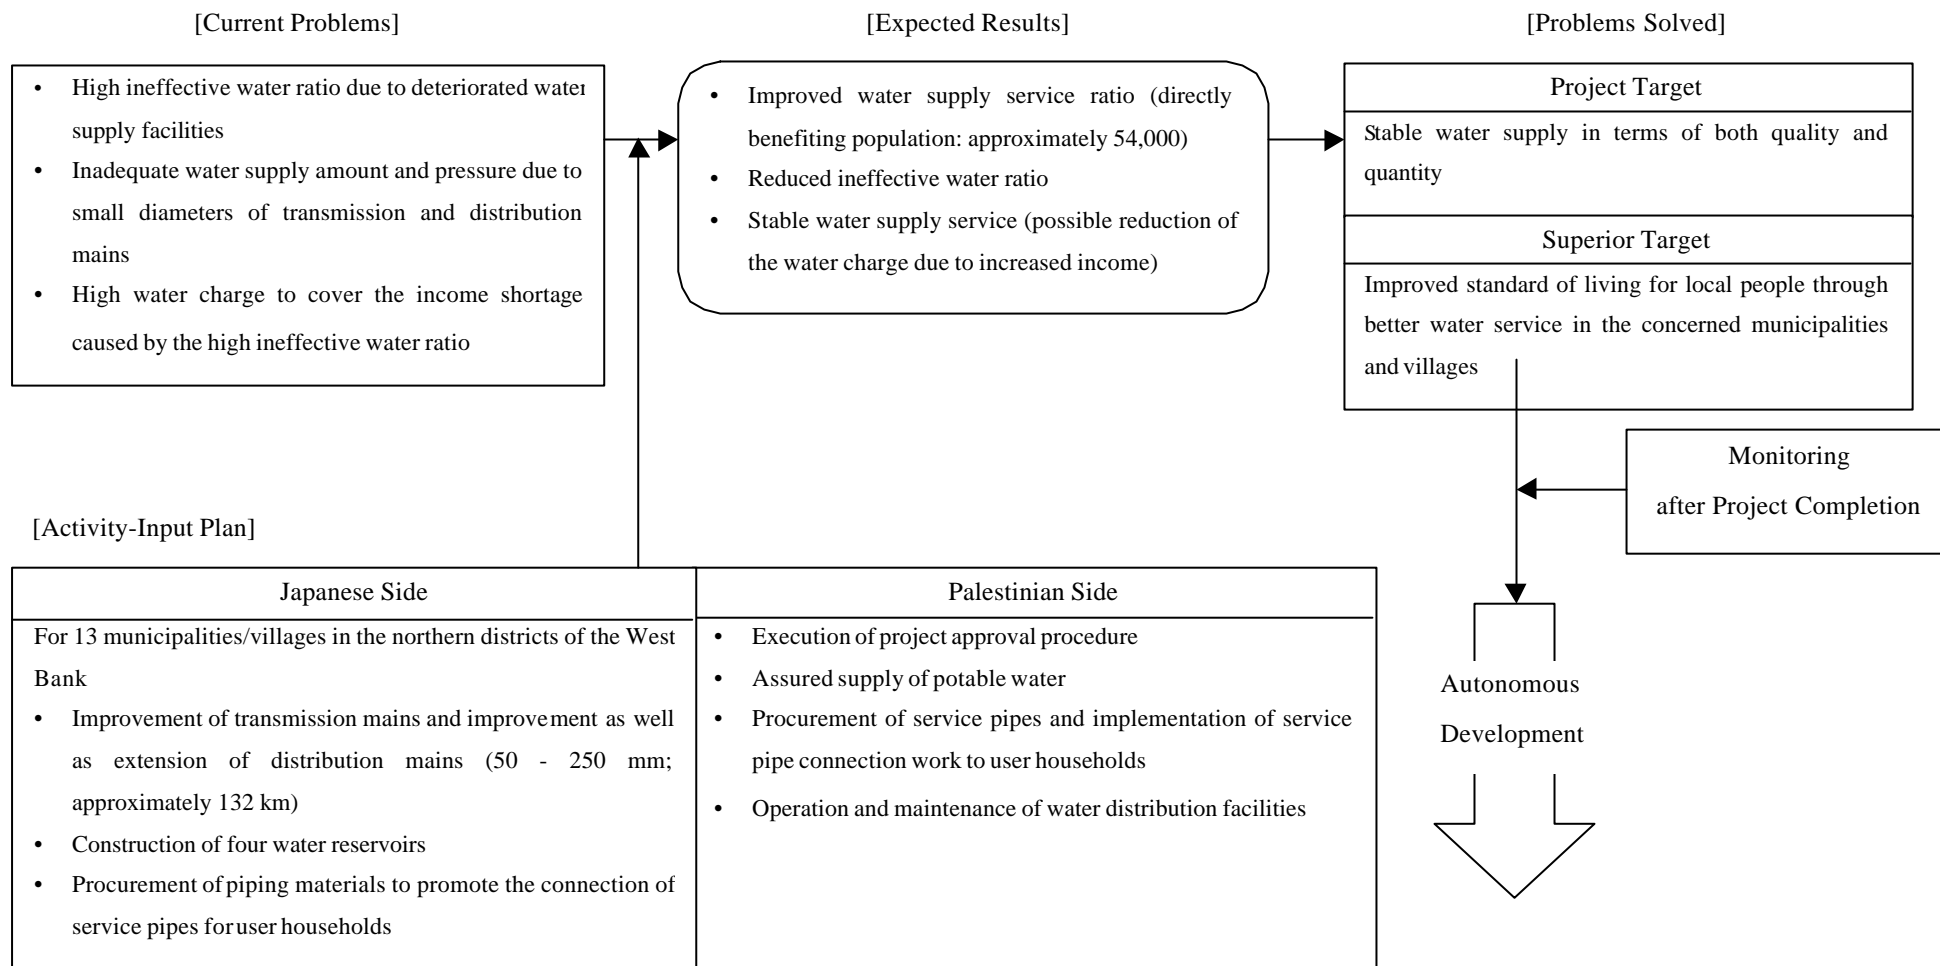 [Current Problems]
• High ineffective water ratio due to deteriorated water
supply facilities
• Inadequate water supply amount and pressure due to
small diameters of transmission and distribution
mains
• High water charge to cover the income shortage
caused by the high ineffective water ratio
[Expected Results]
• Improved water supply service ratio (directly
benefiting population: approximately 54,000)
• Reduced ineffective water ratio
• Stable water supply service (possible reduction of
the water charge due to increased income)
[Problems Solved]
Project Target
Stable water supply in terms of both quality and
quantity
Superior Target
Improved standard of living for local people through
better water service in the concerned municipalities
and villages
Monitoring
after Project Completion
Autonomous
Development
[Activity-Input Plan]
Japanese Side
For 13 municipalities/villages in the northern districts of the West
Bank
• Improvement of transmission mains and improvement as well
as extension of distribution mains (50 - 250 mm;
approximately 132 km)
• Construction of four water reservoirs
• Procurement of piping materials to promote the connection of
service pipes for user households
Palestinian Side
• Execution of project approval procedure
• Assured supply of potable water
• Procurement of service pipes and implementation of service
pipe connection work to user households
• Operation and maintenance of water distribution facilities